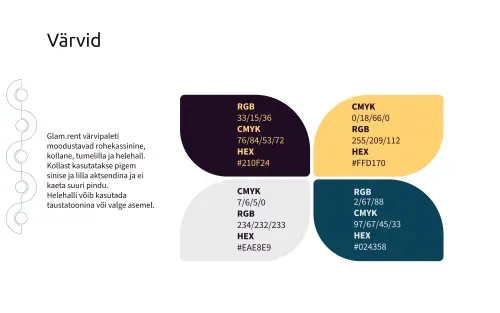 Värvid
Glam.rent värvipaleti
moodustavad rohekassinine,
kollane, tumelilla ja helehall.
Kollast kasutatakse pigem
sinise ja lilla aktsendina ja ei
kaeta suuri pindu.
Helehalli võib kasutada
taustatoonina või valge asemel.
RGB
33/15/36
CMYK
76/84/53/72
HEX
#210F24
CMYK
0/18/66/0
RGB
255/209/112
HEX
#FFD170
CMYK
7/6/5/0
RGB
234/232/233
HEX
#EAE8E9
RGB
2/67/88
CMYK
97/67/45/33
HEX
#024358